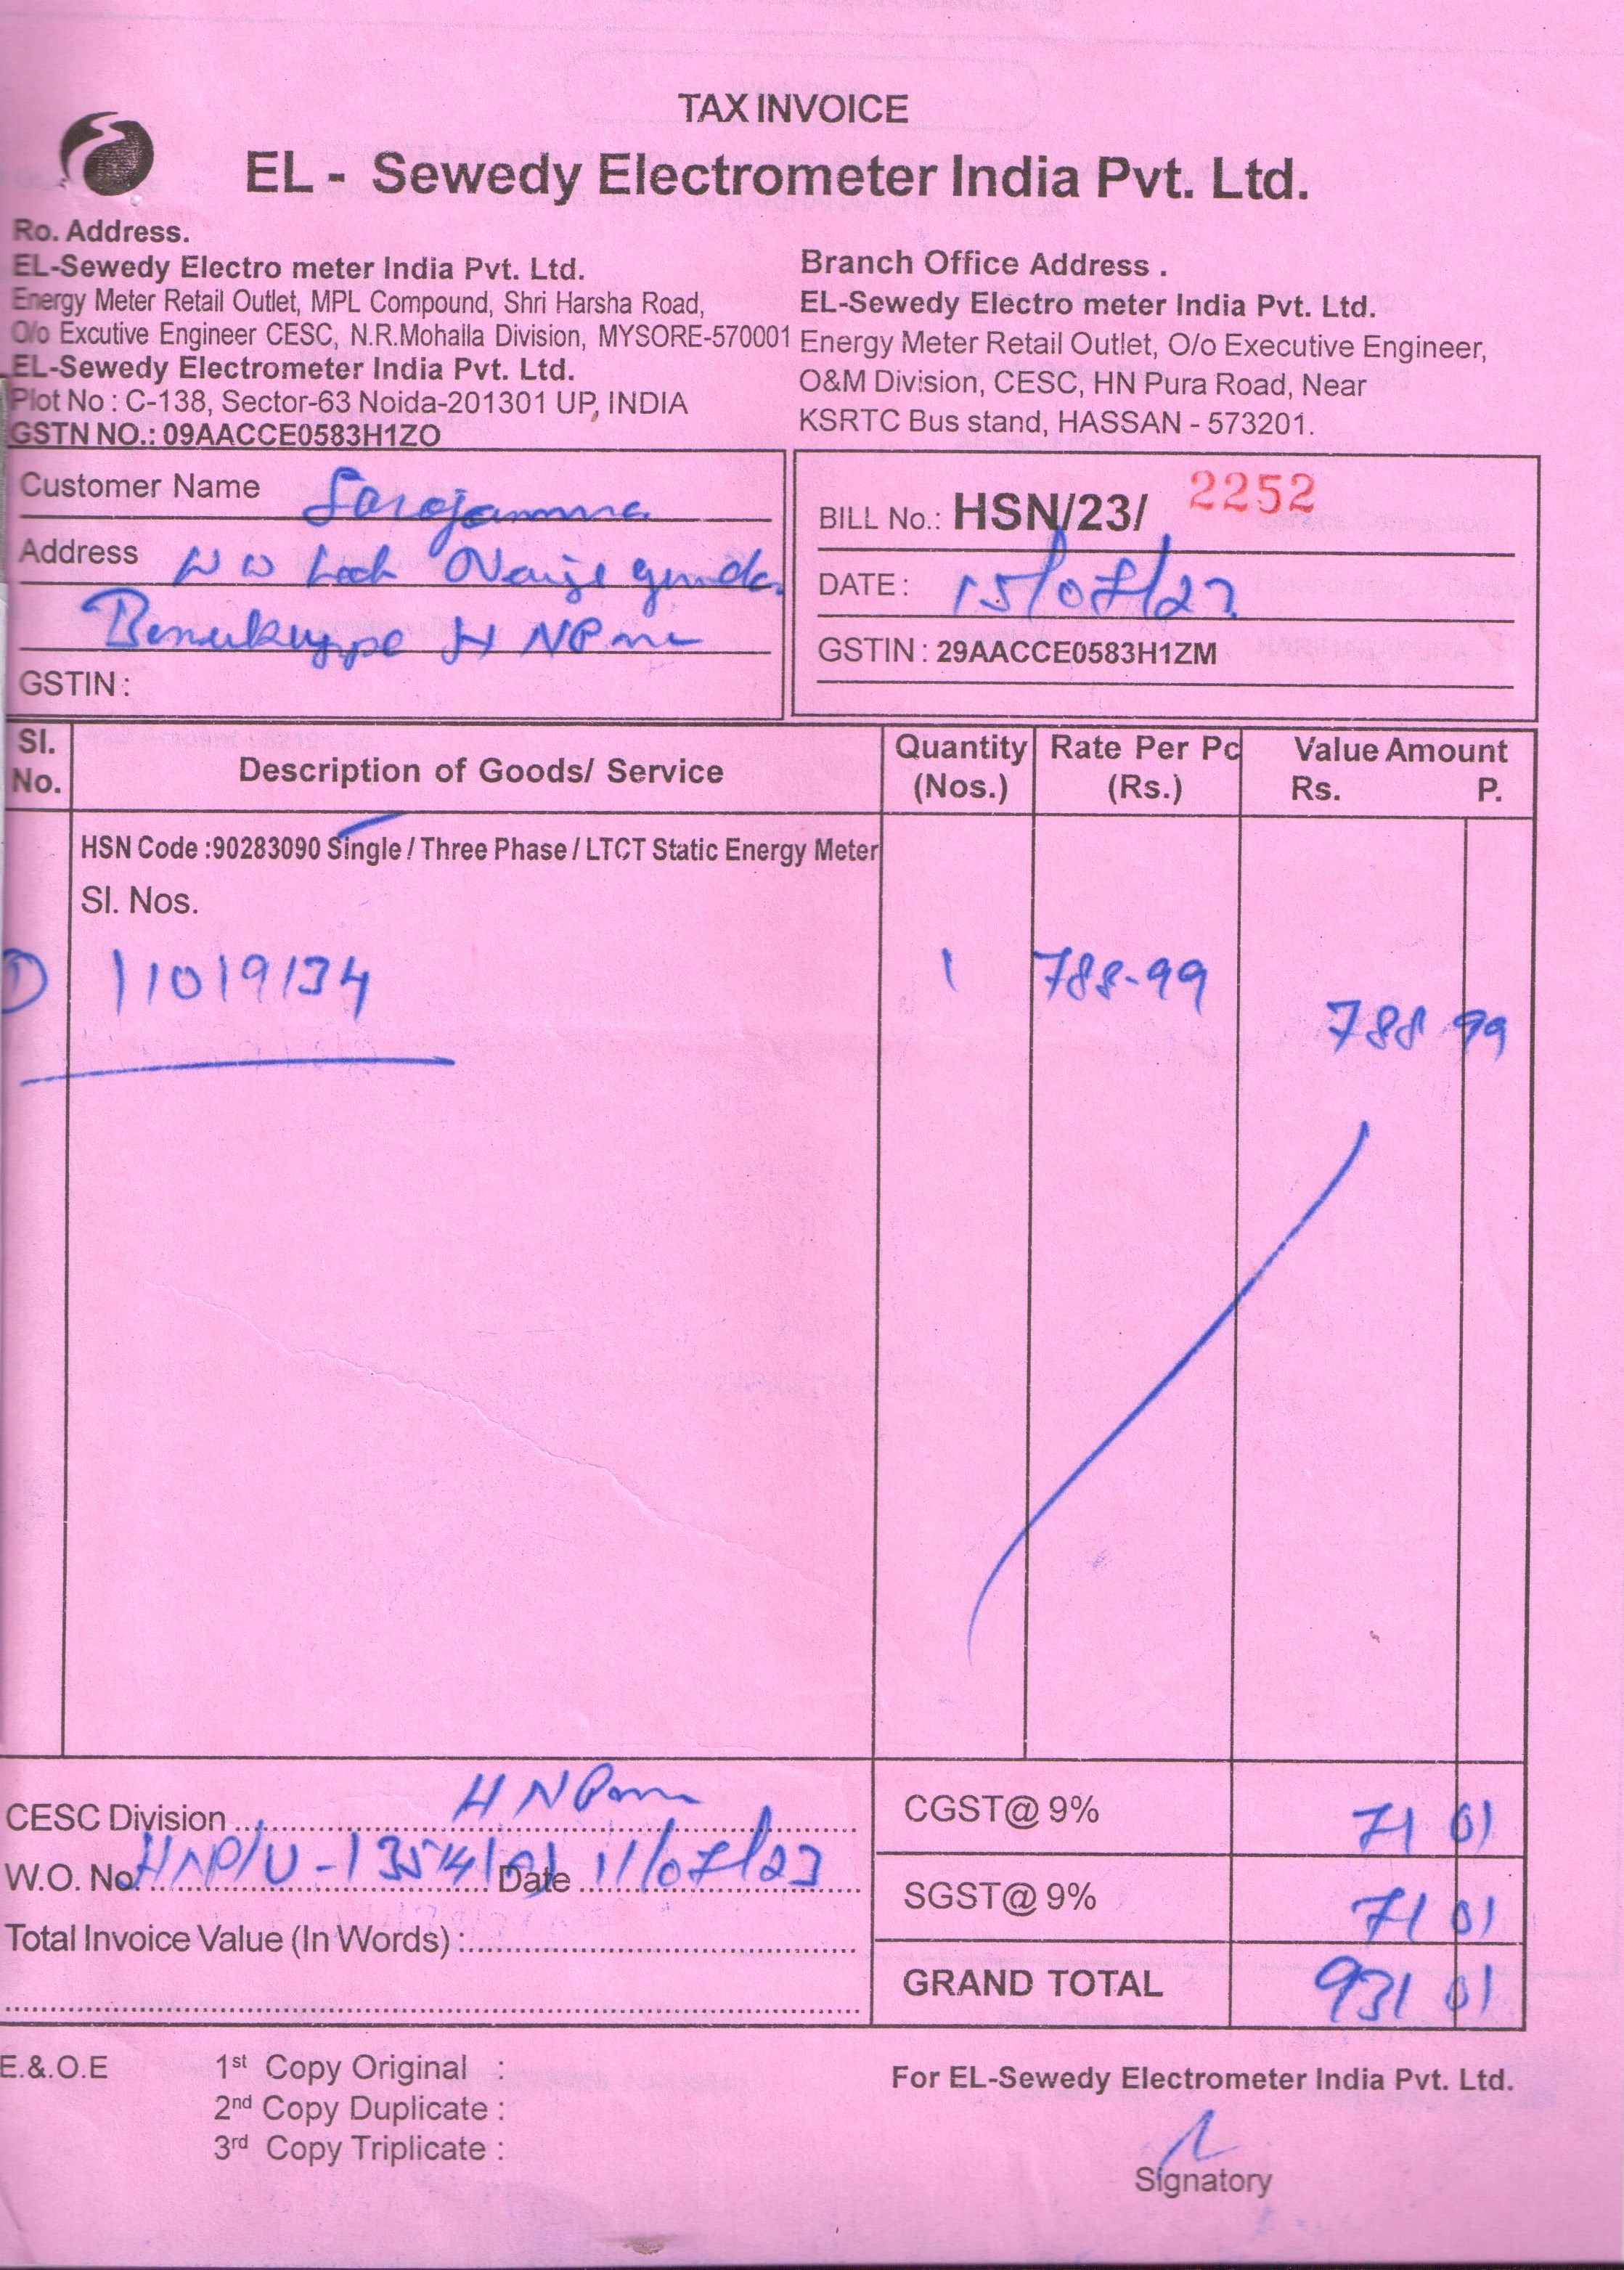 TAX INVOICE
EL - Sewedy Electrometer India Pvt. Ltd.
Ro. Address.
EL-Sewedy Electro meter India Pvt. Ltd.
Energy Meter Retail Outlet, MPL Compound, Shri Harsha Road,
O/o Excutive Engineer CESC, N.R.Mohalla Division, MYSORE-570001
EL-Sewedy Electrometer India Pvt. Ltd.
Plot No : C-138, Sector-63 Noida-201301 UP, INDIA
GSTN NO.: 09AACCE0583H1ZO
Branch Office Address .
EL-Sewedy Electro meter India Pvt. Ltd.
Energy Meter Retail Outlet, O/o Executive Engineer,
O&M Division, CESC, HN Pura Road, Near
KSRTC Bus stand, HASSAN - 573201.
Customer Name Sarojamma
Address
H NPura
GSTIN :
BILL No.: HSN/23/ 2252
DATE : 15/07/23
GSTIN : 29AACCE0583H1ZM
Sl. No. Description of Goods/ Service Quantity (Nos.) Rate Per Pc (Rs.) Value Amount Rs. P.
HSN Code :90283090 Single / Three Phase / LTCT Static Energy Meter
Sl. Nos.
1) 11019134 1 788-99 788 99
CESC Division H NPura
W.O. No. Date 11/07/23
Total Invoice Value (In Words) :
CGST@ 9% 71 01
SGST@ 9% 71 01
GRAND TOTAL 931 01
E.&.O.E 1st Copy Original :
2nd Copy Duplicate :
3rd Copy Triplicate :
For EL-Sewedy Electrometer India Pvt. Ltd.
Signatory